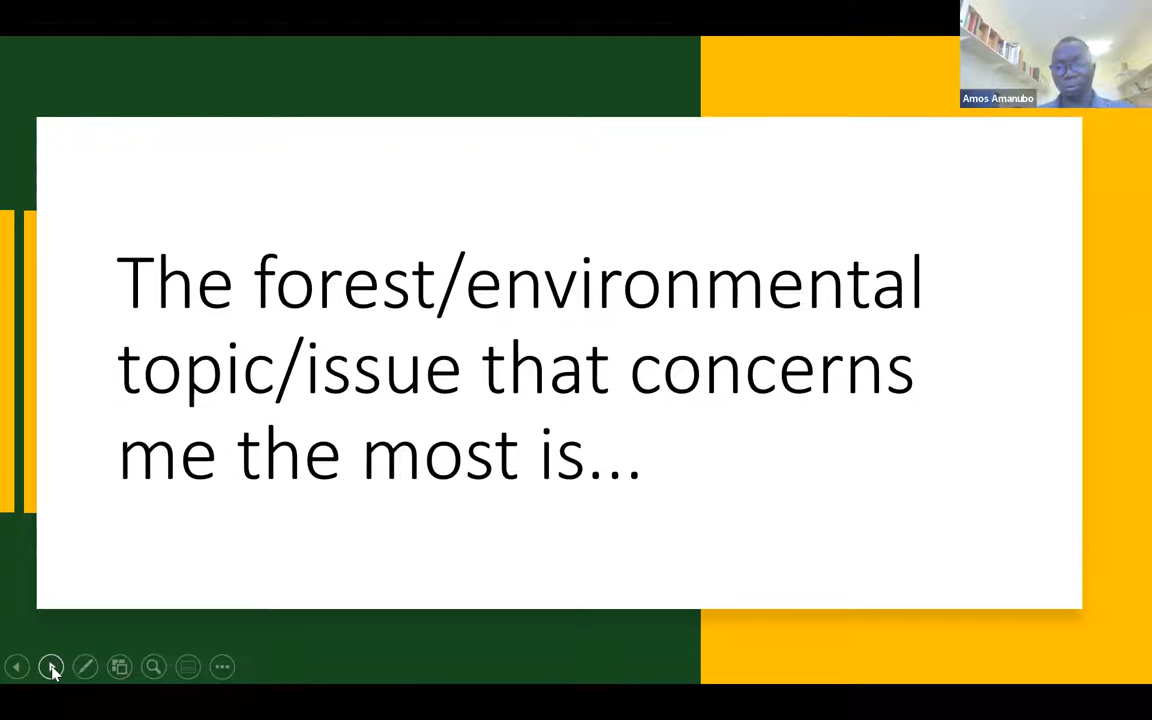 Amos Amanubo
The forest/environmental
topic/issue that concerns
me the most is...